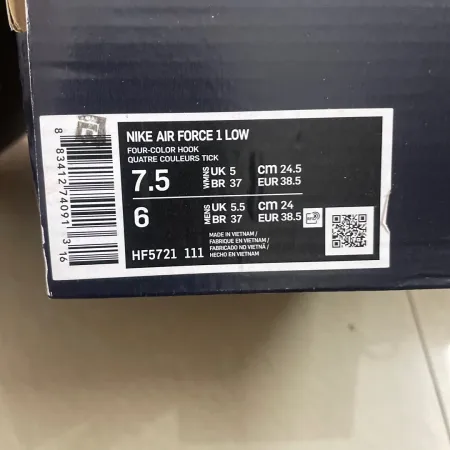 NIKE AIR FORCE 1 LOW
FOUR-COLOR HOOK
QUATRE COULEURS TICK
7.5 WMNS UK 5 cm 24.5
BR 37 EUR 38.5
6 MENS UK 5.5 cm 24
BR 37 EUR 38.5
HF5721 111
MADE IN VIETNAM /
FABRIQUE EN VIETNAM /
FABRICADO NO VIETNÃ /
HECHO EN VIETNAM
8 83412 74091 3 16